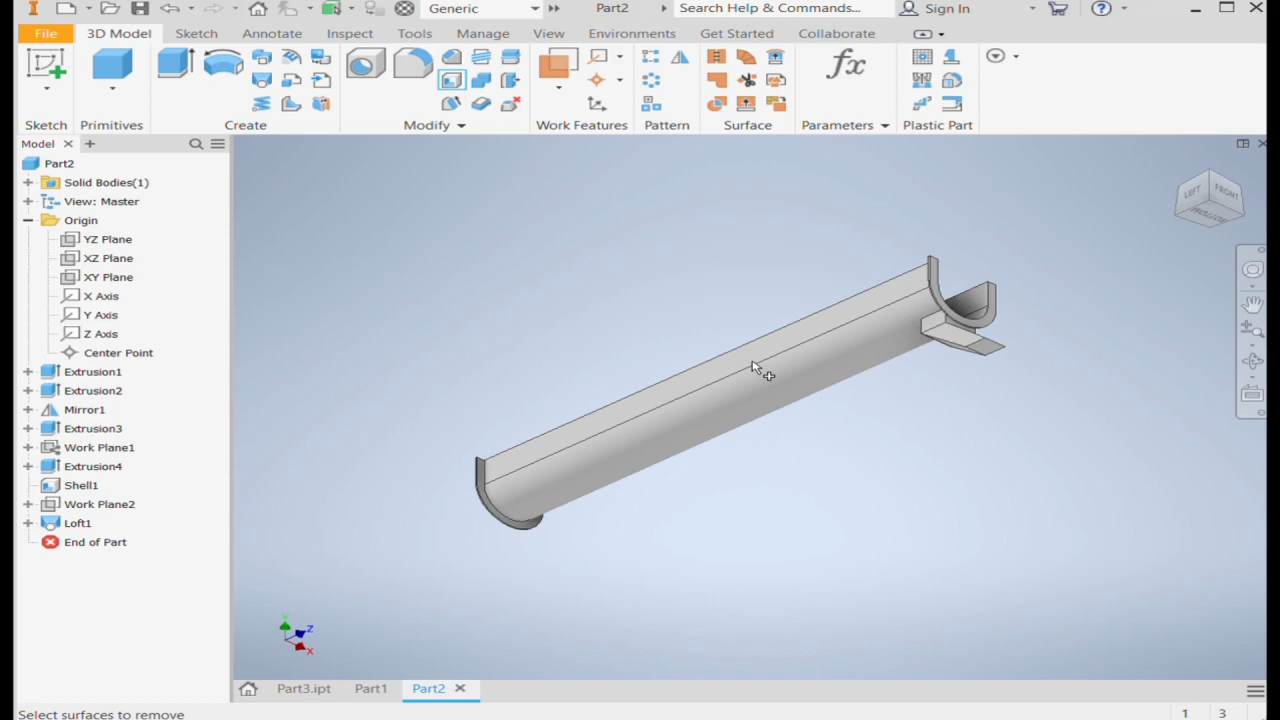 Generic
Part2
Search Help & Commands...
Sign In
File
3D Model
Sketch
Annotate
Inspect
Tools
Manage
View
Environments
Get Started
Collaborate
fx
Sketch
Primitives
Create
Modify
Work Features
Pattern
Surface
Parameters
Plastic Part
Model
Part2
Solid Bodies(1)
View: Master
Origin
YZ Plane
XZ Plane
XY Plane
X Axis
Y Axis
Z Axis
Center Point
Extrusion1
Extrusion2
Mirror1
Extrusion3
Work Plane1
Extrusion4
Shell1
Work Plane2
Loft1
End of Part
LEFT
FRONT
BOTTOM
Y
Z
X
Part3.ipt
Part1
Part2
Select surfaces to remove
1
3